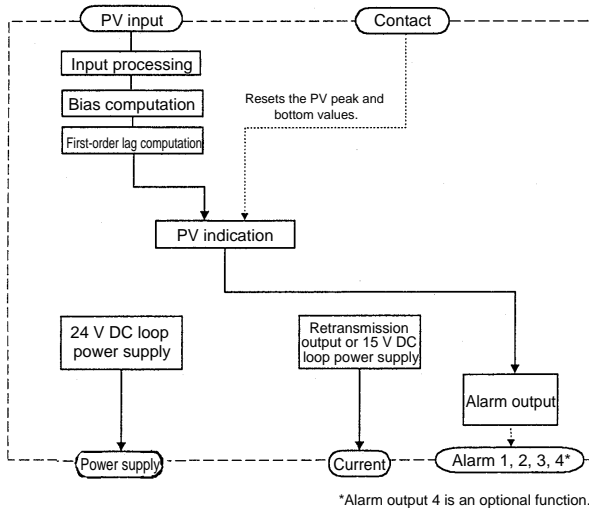 PV input
Contact
Input processing
Bias computation
Resets the PV peak and
bottom values.
First-order lag computation
PV indication
24 V DC loop
power supply
Retransmission
output or 15 V DC
loop power supply
Alarm output
Power supply
Current
Alarm 1, 2, 3, 4*
*Alarm output 4 is an optional function.